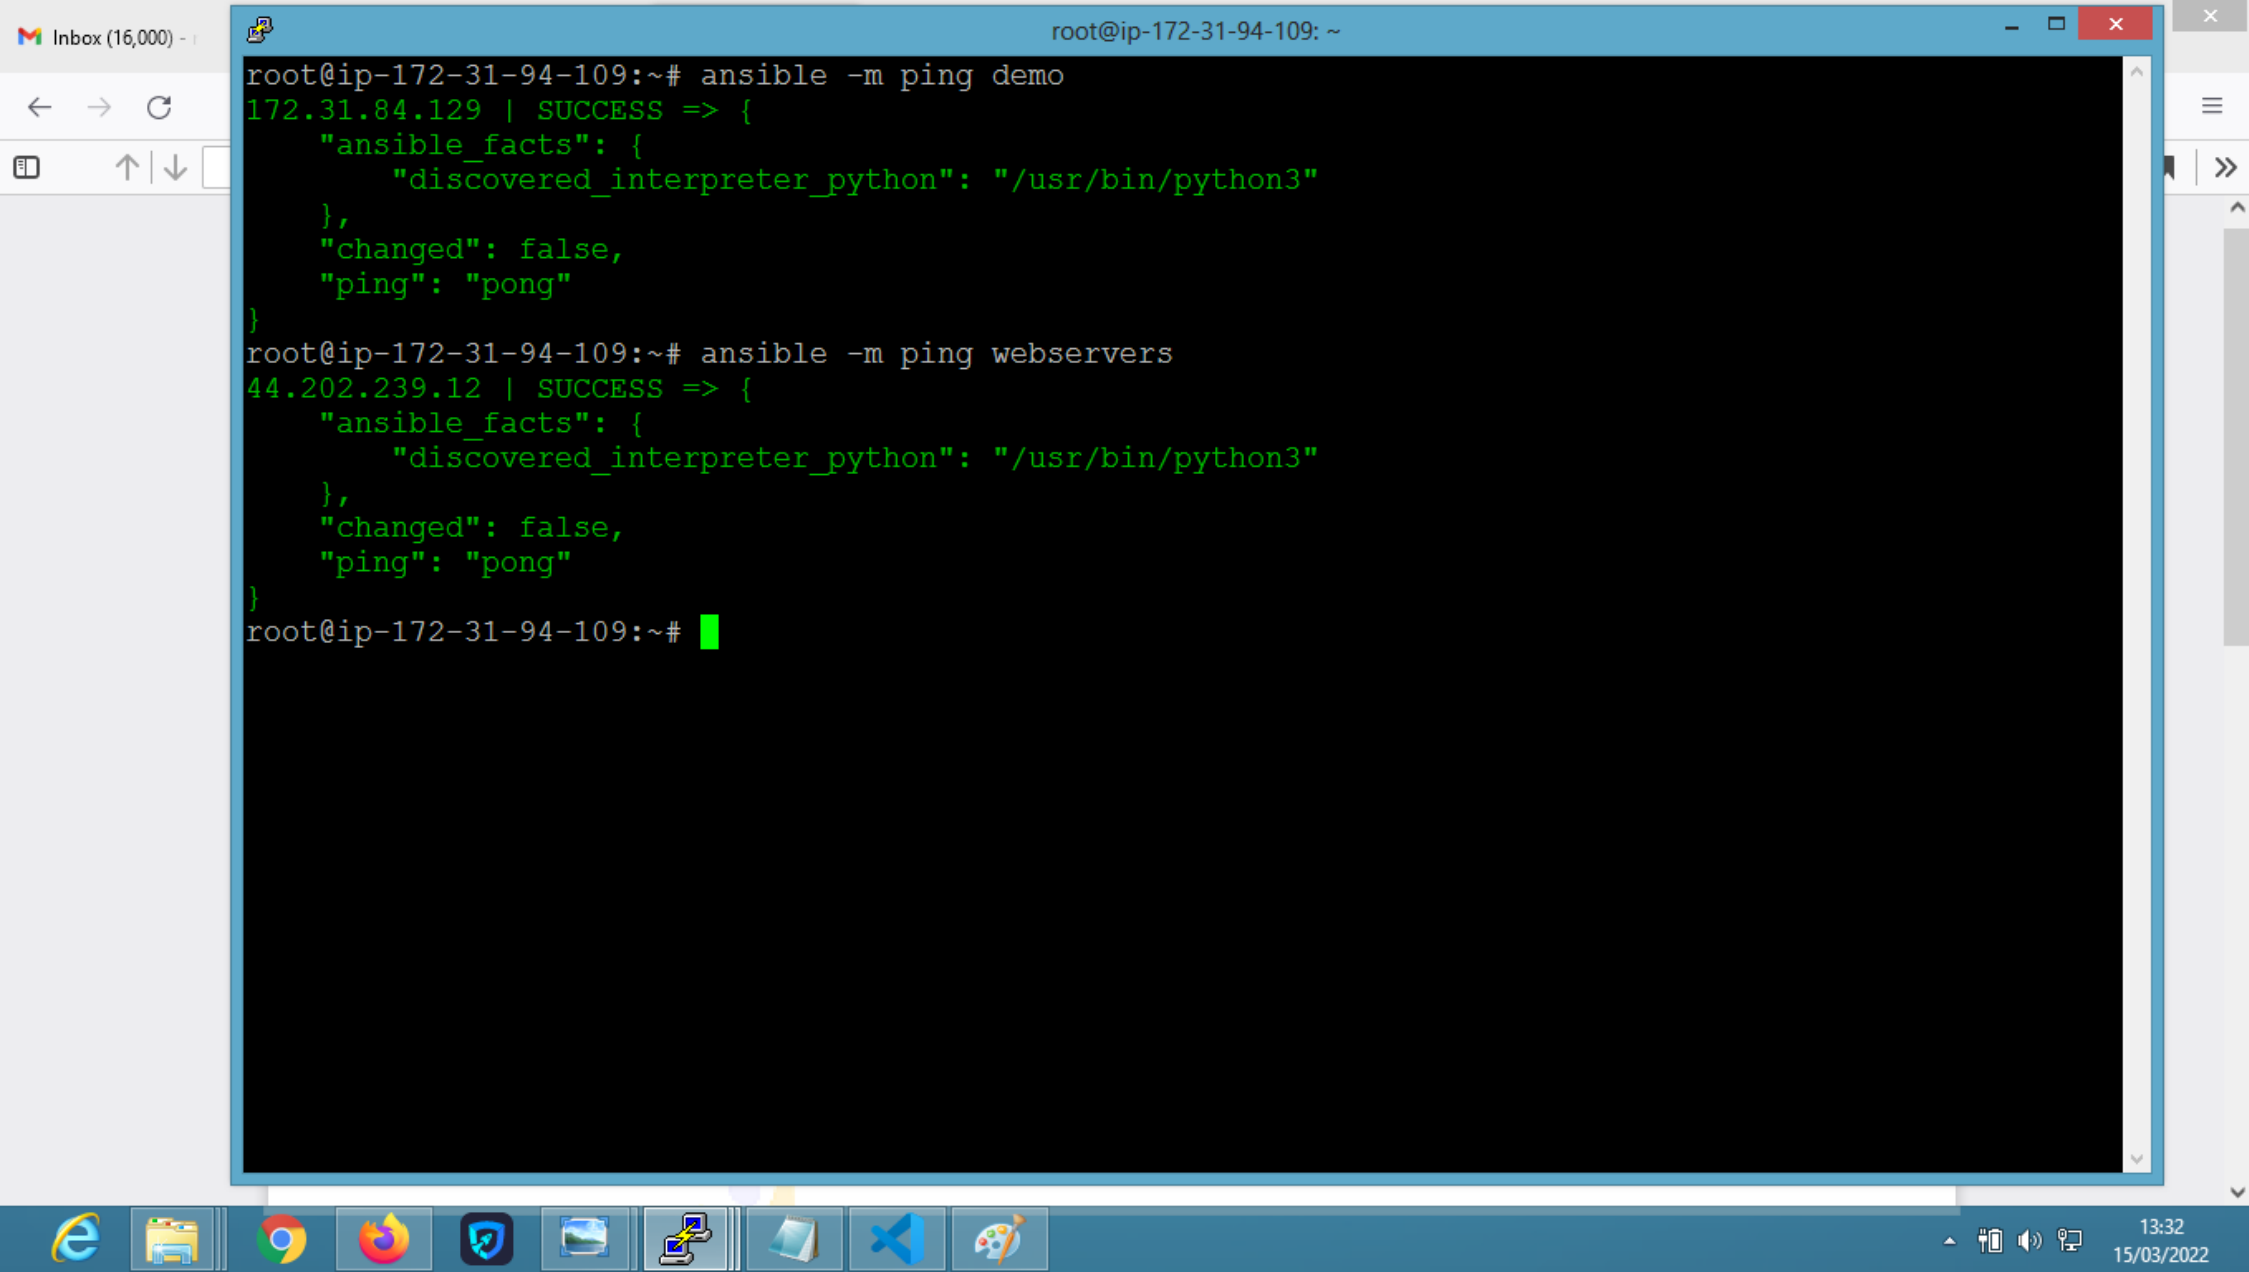 Inbox (16,000) -
root@ip-172-31-94-109: ~
root@ip-172-31-94-109:~# ansible -m ping demo
172.31.84.129 | SUCCESS => {
    "ansible_facts": {
        "discovered_interpreter_python": "/usr/bin/python3"
    },
    "changed": false,
    "ping": "pong"
}
root@ip-172-31-94-109:~# ansible -m ping webservers
44.202.239.12 | SUCCESS => {
    "ansible_facts": {
        "discovered_interpreter_python": "/usr/bin/python3"
    },
    "changed": false,
    "ping": "pong"
}
root@ip-172-31-94-109:~#
13:32
15/03/2022